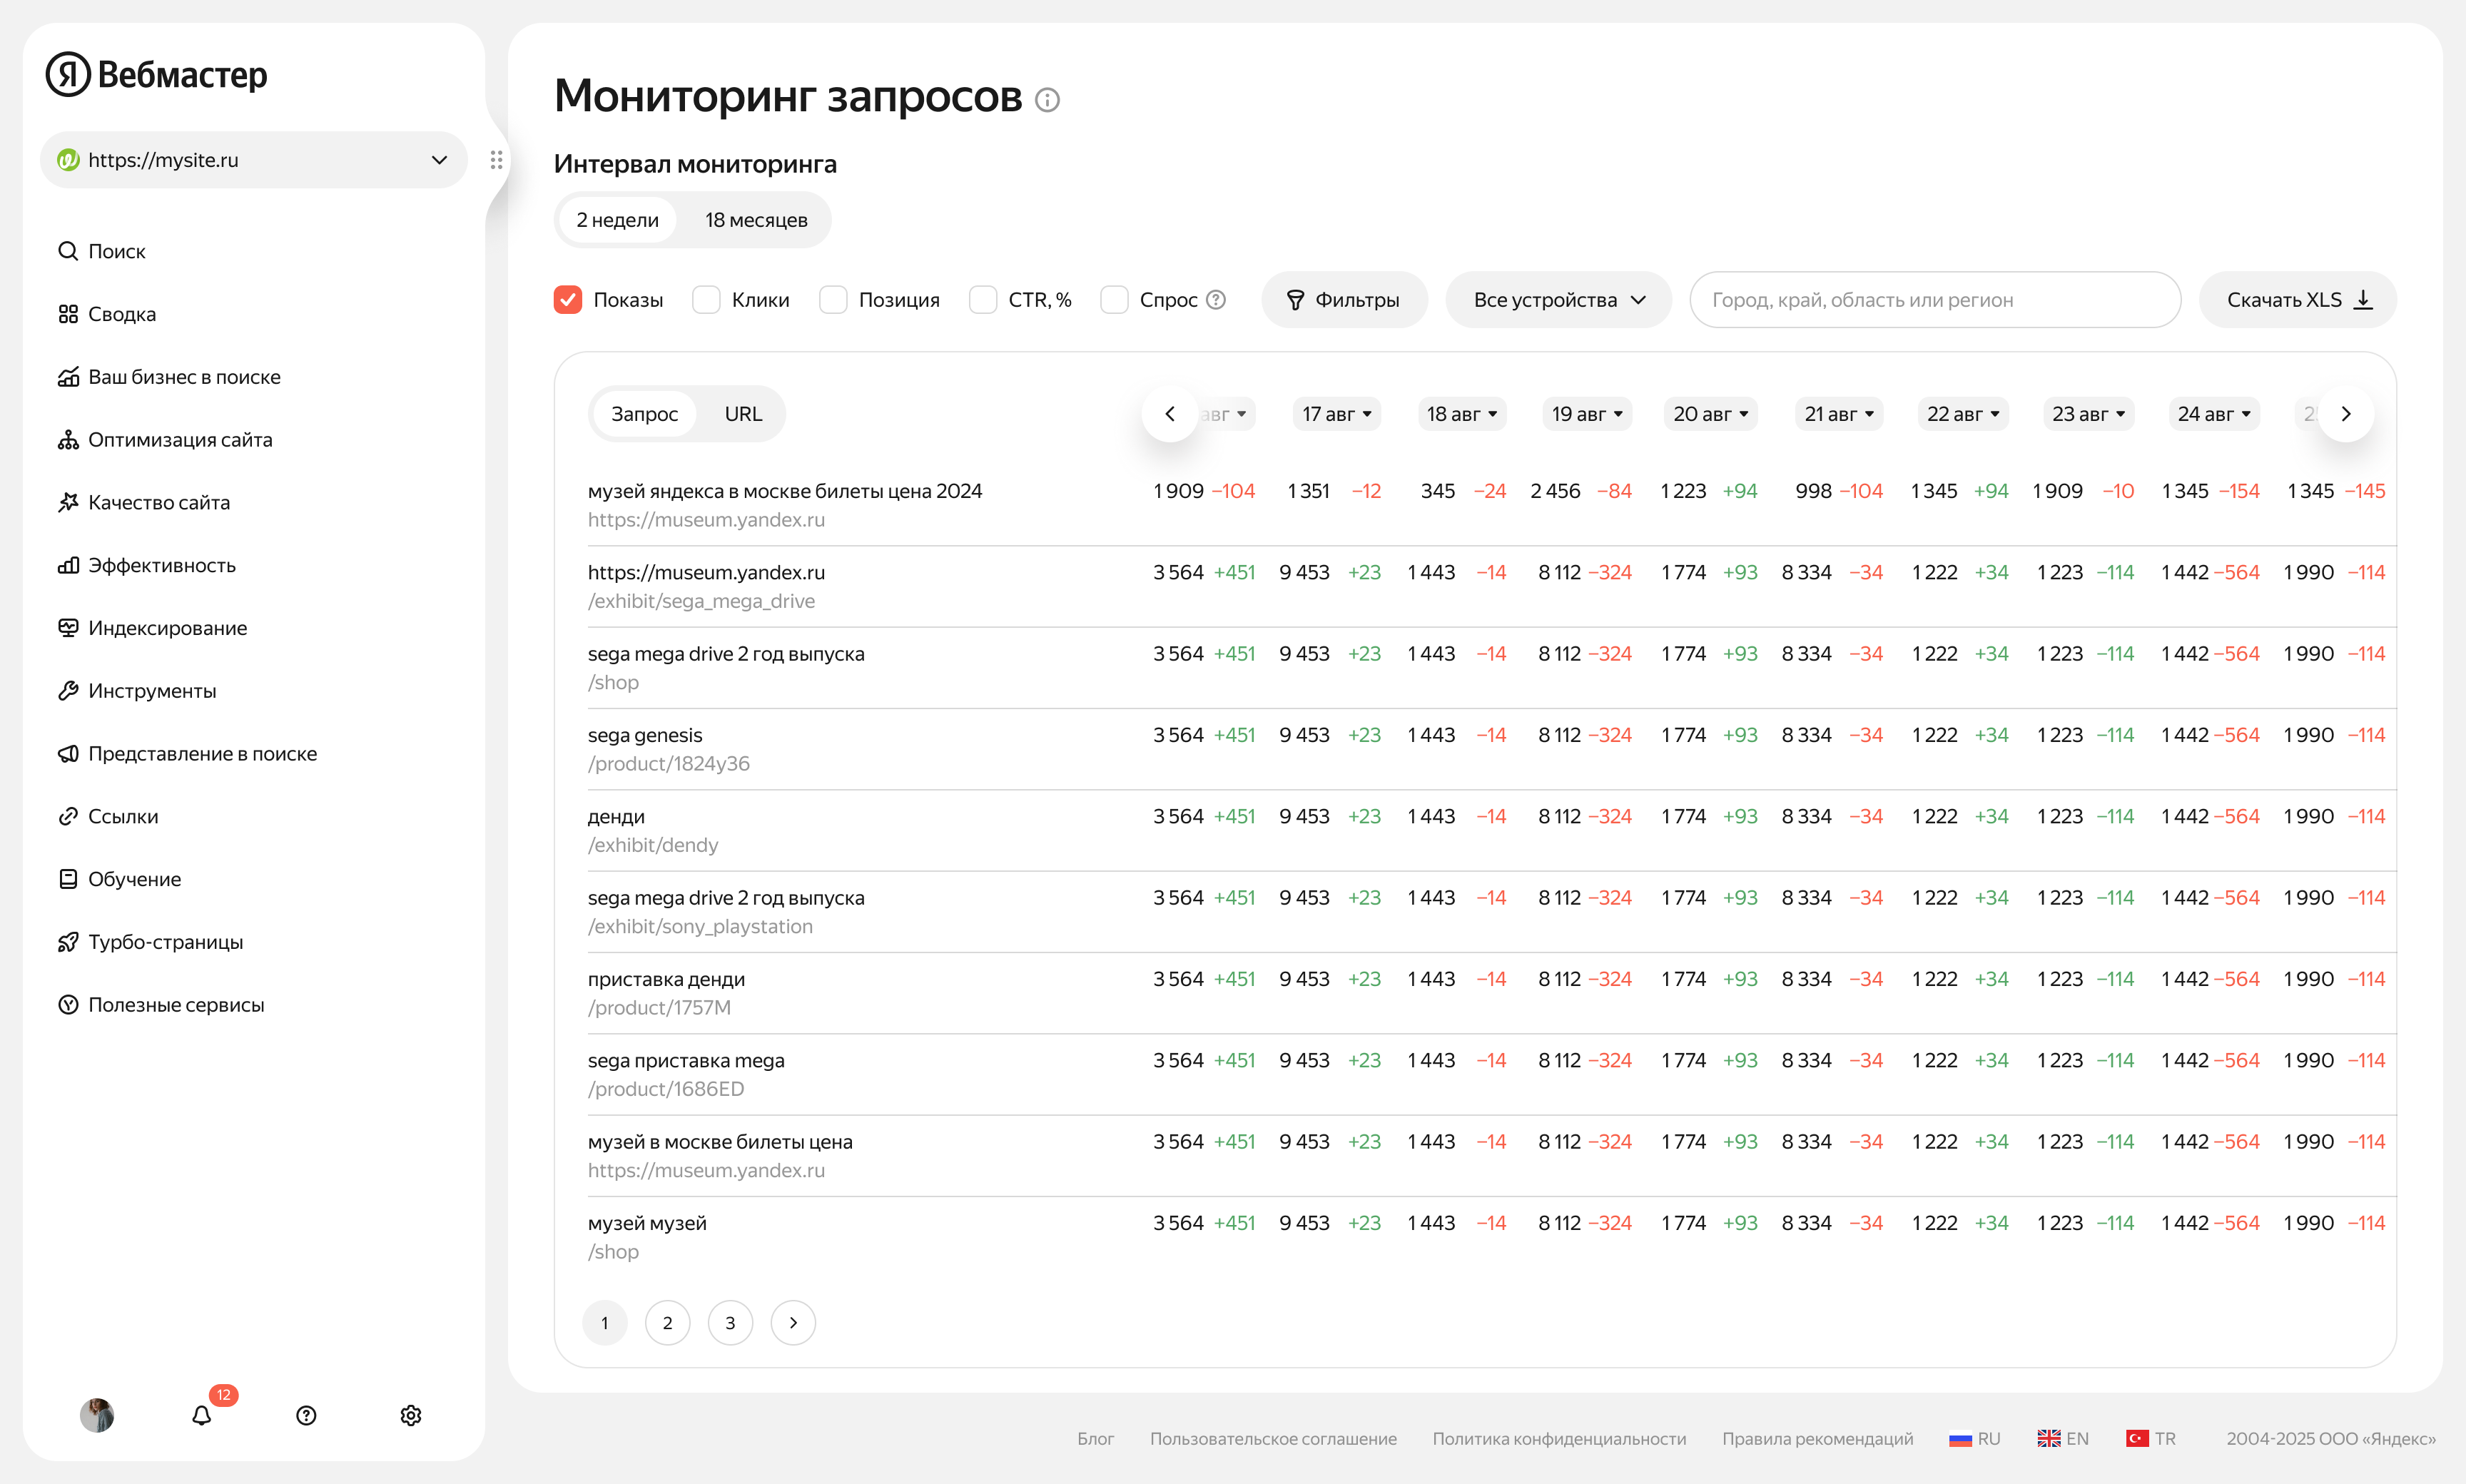 Я Вебмастер
https://mysite.ru
Поиск
Сводка
Ваш бизнес в поиске
Оптимизация сайта
Качество сайта
Эффективность
Индексирование
Инструменты
Представление в поиске
Ссылки
Обучение
Турбо-страницы
Полезные сервисы
12
Мониторинг запросов
Интервал мониторинга
2 недели 18 месяцев
Показы Клики Позиция CTR, % Спрос Фильтры Все устройства Город, край, область или регион Скачать XLS
Запрос URL авг 17 авг 18 авг 19 авг 20 авг 21 авг 22 авг 23 авг 24 авг
музей яндекса в москве билеты цена 2024 1 909 −104 1 351 −12 345 −24 2 456 −84 1 223 +94 998 −104 1 345 +94 1 909 −10 1 345 −154 1 345 −145
https://museum.yandex.ru
https://museum.yandex.ru 3 564 +451 9 453 +23 1 443 −14 8 112 −324 1 774 +93 8 334 −34 1 222 +34 1 223 −114 1 442 −564 1 990 −114
/exhibit/sega_mega_drive
sega mega drive 2 год выпуска 3 564 +451 9 453 +23 1 443 −14 8 112 −324 1 774 +93 8 334 −34 1 222 +34 1 223 −114 1 442 −564 1 990 −114
/shop
sega genesis 3 564 +451 9 453 +23 1 443 −14 8 112 −324 1 774 +93 8 334 −34 1 222 +34 1 223 −114 1 442 −564 1 990 −114
/product/1824y36
денди 3 564 +451 9 453 +23 1 443 −14 8 112 −324 1 774 +93 8 334 −34 1 222 +34 1 223 −114 1 442 −564 1 990 −114
/exhibit/dendy
sega mega drive 2 год выпуска 3 564 +451 9 453 +23 1 443 −14 8 112 −324 1 774 +93 8 334 −34 1 222 +34 1 223 −114 1 442 −564 1 990 −114
/exhibit/sony_playstation
приставка денди 3 564 +451 9 453 +23 1 443 −14 8 112 −324 1 774 +93 8 334 −34 1 222 +34 1 223 −114 1 442 −564 1 990 −114
/product/1757M
sega приставка mega 3 564 +451 9 453 +23 1 443 −14 8 112 −324 1 774 +93 8 334 −34 1 222 +34 1 223 −114 1 442 −564 1 990 −114
/product/1686ED
музей в москве билеты цена 3 564 +451 9 453 +23 1 443 −14 8 112 −324 1 774 +93 8 334 −34 1 222 +34 1 223 −114 1 442 −564 1 990 −114
https://museum.yandex.ru
музей музей 3 564 +451 9 453 +23 1 443 −14 8 112 −324 1 774 +93 8 334 −34 1 222 +34 1 223 −114 1 442 −564 1 990 −114
/shop
1 2 3
Блог Пользовательское соглашение Политика конфиденциальности Правила рекомендаций RU EN TR 2004-2025 ООО «Яндекс»